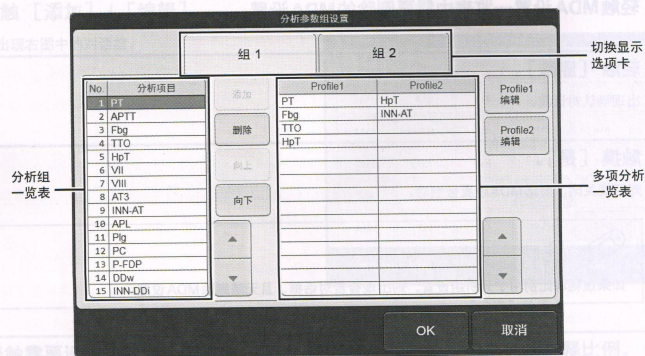 分析参数组设置
组 1
组 2
切换显示
选项卡
No. 分析项目
1 PT
2 APTT
3 Fbg
4 TTO
5 HpT
6 VII
7 VIII
8 AT3
9 INN-AT
10 APL
11 Plg
12 PC
13 P-FDP
14 DDw
15 INN-DDi
添加
删除
向上
向下
Profile1 Profile2
PT HpT
Fbg INN-AT
TTO
HpT
Profile1
编辑
Profile2
编辑
分析组
一览表
多项分析
一览表
OK
取消